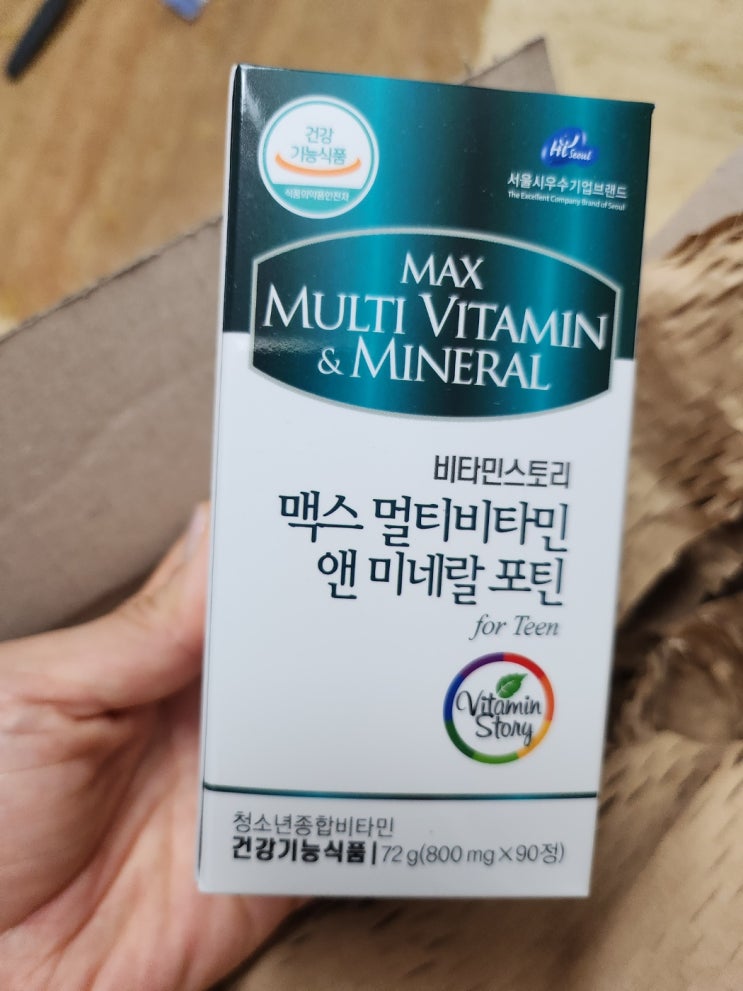 건강
기능식품
식품의약품안전처
Hi Seoul
서울시우수기업브랜드
The Excellent Company Brand of Seoul
MAX
MULTI VITAMIN
& MINERAL
비타민스토리
맥스 멀티비타민
앤 미네랄 포틴
for Teen
Vitamin
Story
청소년종합비타민
건강기능식품 | 72 g(800 mg×90정)